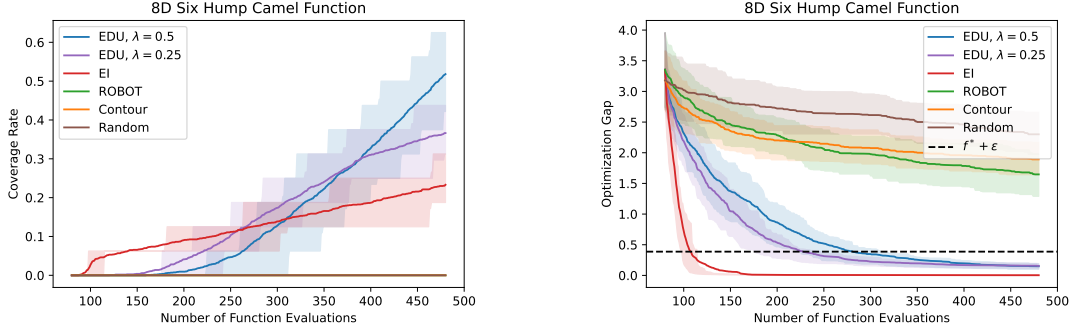 8D Six Hump Camel Function
Coverage Rate
0.6
0.5
0.4
0.3
0.2
0.1
0.0
EDU, λ = 0.5
EDU, λ = 0.25
EI
ROBOT
Contour
Random
100 150 200 250 300 350 400 450 500
Number of Function Evaluations
8D Six Hump Camel Function
Optimization Gap
4.0
3.5
3.0
2.5
2.0
1.5
1.0
0.5
0.0
EDU, λ = 0.5
EDU, λ = 0.25
EI
ROBOT
Contour
Random
f* + ε
100 150 200 250 300 350 400 450 500
Number of Function Evaluations